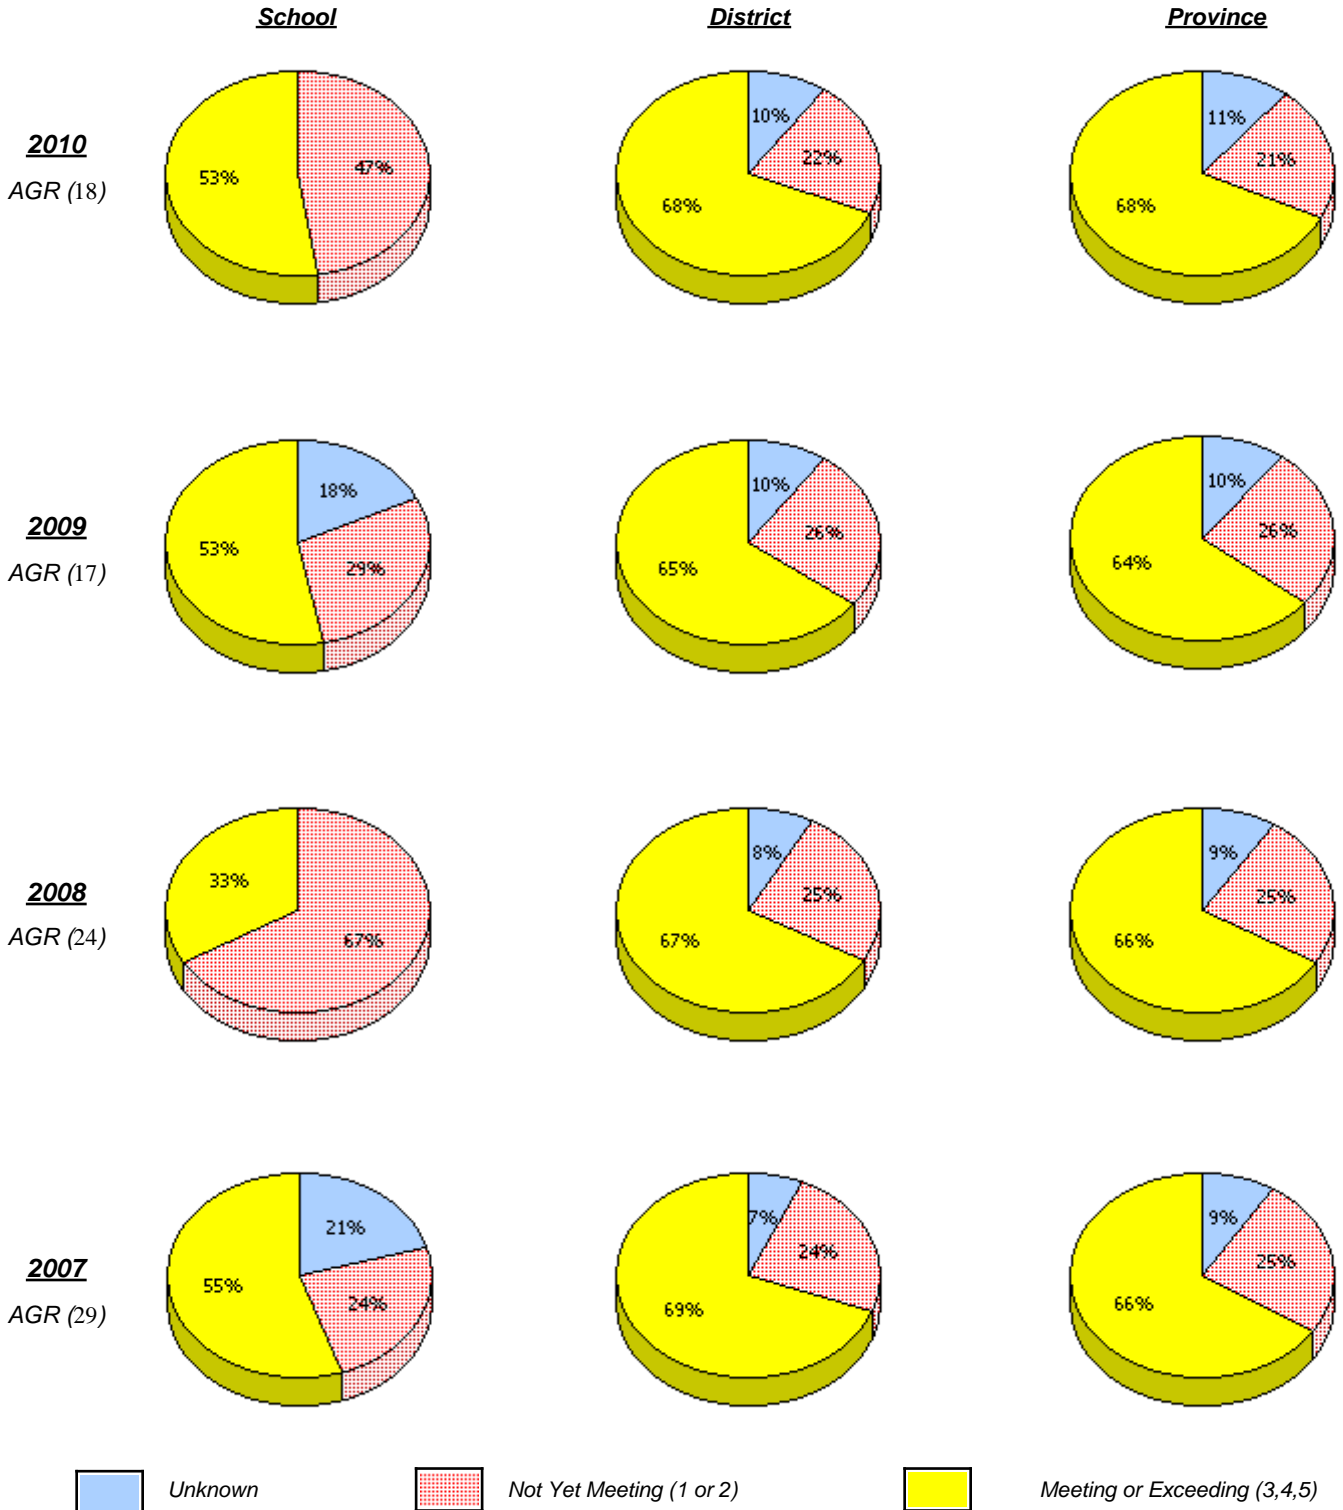 School District Province
2010
AGR (18)
53% 47%
10% 22% 68%
11% 21% 68%
2009
AGR (17)
18% 53% 29%
10% 26% 65%
10% 26% 64%
2008
AGR (24)
33% 67%
8% 25% 67%
9% 25% 66%
2007
AGR (29)
21% 55% 24%
7% 24% 69%
9% 25% 66%
Unknown Not Yet Meeting (1 or 2) Meeting or Exceeding (3,4,5)